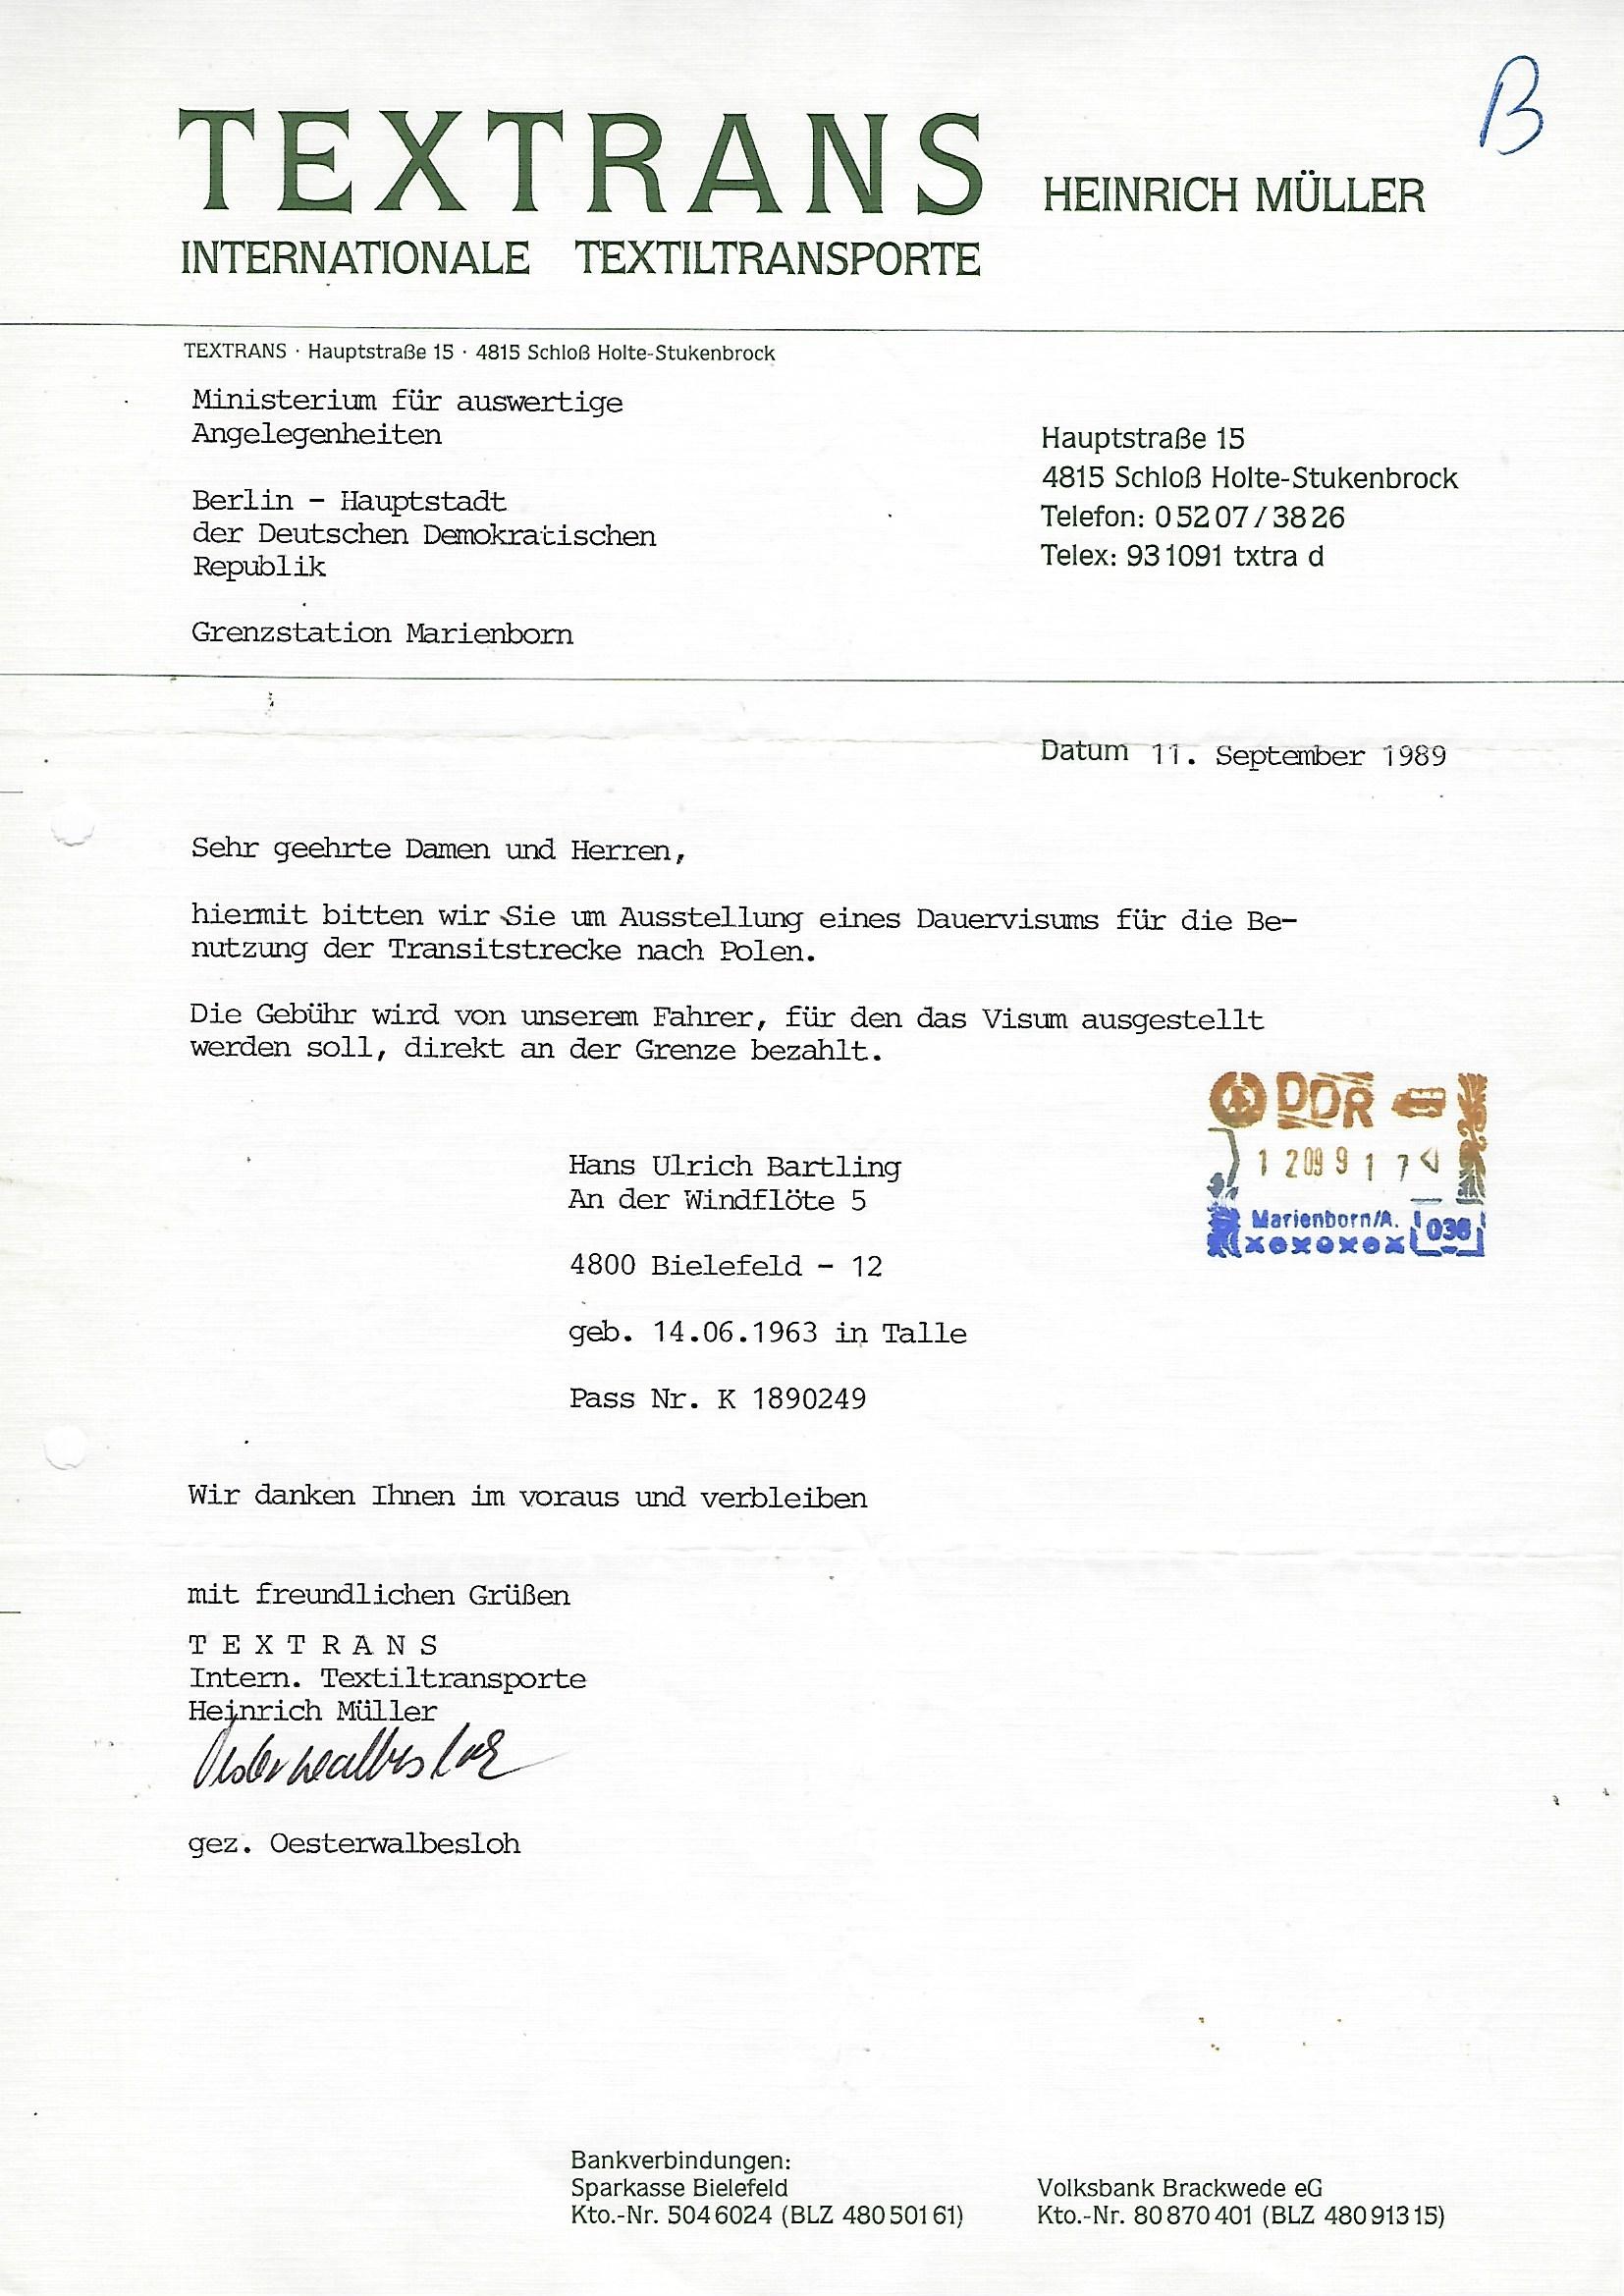 B
TEXTRANS HEINRICH MÜLLER
INTERNATIONALE TEXTILTRANSPORTE
TEXTRANS · Hauptstraße 15 · 4815 Schloß Holte-Stukenbrock
Ministerium für auswertige
Angelegenheiten
Berlin - Hauptstadt
der Deutschen Demokratischen
Republik
Grenzstation Marienborn
Hauptstraße 15
4815 Schloß Holte-Stukenbrock
Telefon: 05207/3826
Telex: 931091 txtra d
Datum 11. September 1989
Sehr geehrte Damen und Herren,
hiermit bitten wir Sie um Ausstellung eines Dauervisums für die Be-
nutzung der Transitstrecke nach Polen.
Die Gebühr wird von unserem Fahrer, für den das Visum ausgestellt
werden soll, direkt an der Grenze bezahlt.
DDR
12 09 9 1 7
Marienborn/A. 036
Hans Ulrich Bartling
An der Windflöte 5
4800 Bielefeld - 12
geb. 14.06.1963 in Talle
Pass Nr. K 1890249
Wir danken Ihnen im voraus und verbleiben
mit freundlichen Grüßen
T E X T R A N S
Intern. Textiltransporte
Heinrich Müller
Oesterwalbesloh
gez. Oesterwalbesloh
Bankverbindungen:
Sparkasse Bielefeld
Kto.-Nr. 5046024 (BLZ 48050161)
Volksbank Brackwede eG
Kto.-Nr. 80870401 (BLZ 48091315)